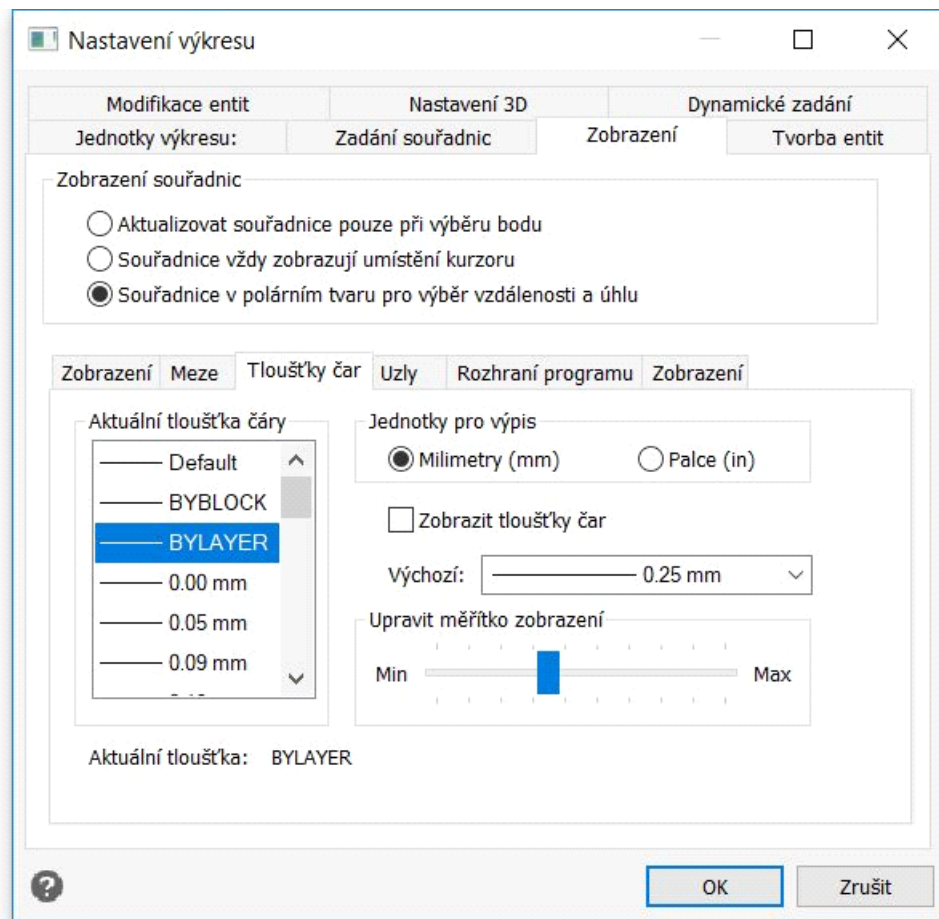 Nastavení výkresu
Modifikace entit Nastavení 3D Dynamické zadání
Jednotky výkresu: Zadání souřadnic Zobrazení Tvorba entit
Zobrazení souřadnic
Aktualizovat souřadnice pouze při výběru bodu
Souřadnice vždy zobrazují umístění kurzoru
Souřadnice v polárním tvaru pro výběr vzdálenosti a úhlu
Zobrazení Meze Tloušťky čar Uzly Rozhraní programu Zobrazení
Aktuální tloušťka čáry
Default
BYBLOCK
BYLAYER
0.00 mm
0.05 mm
0.09 mm
Jednotky pro výpis
Milimetry (mm) Palce (in)
Zobrazit tloušťky čar
Výchozí: 0.25 mm
Upravit měřítko zobrazení
Min Max
Aktuální tloušťka: BYLAYER
? OK Zrušit